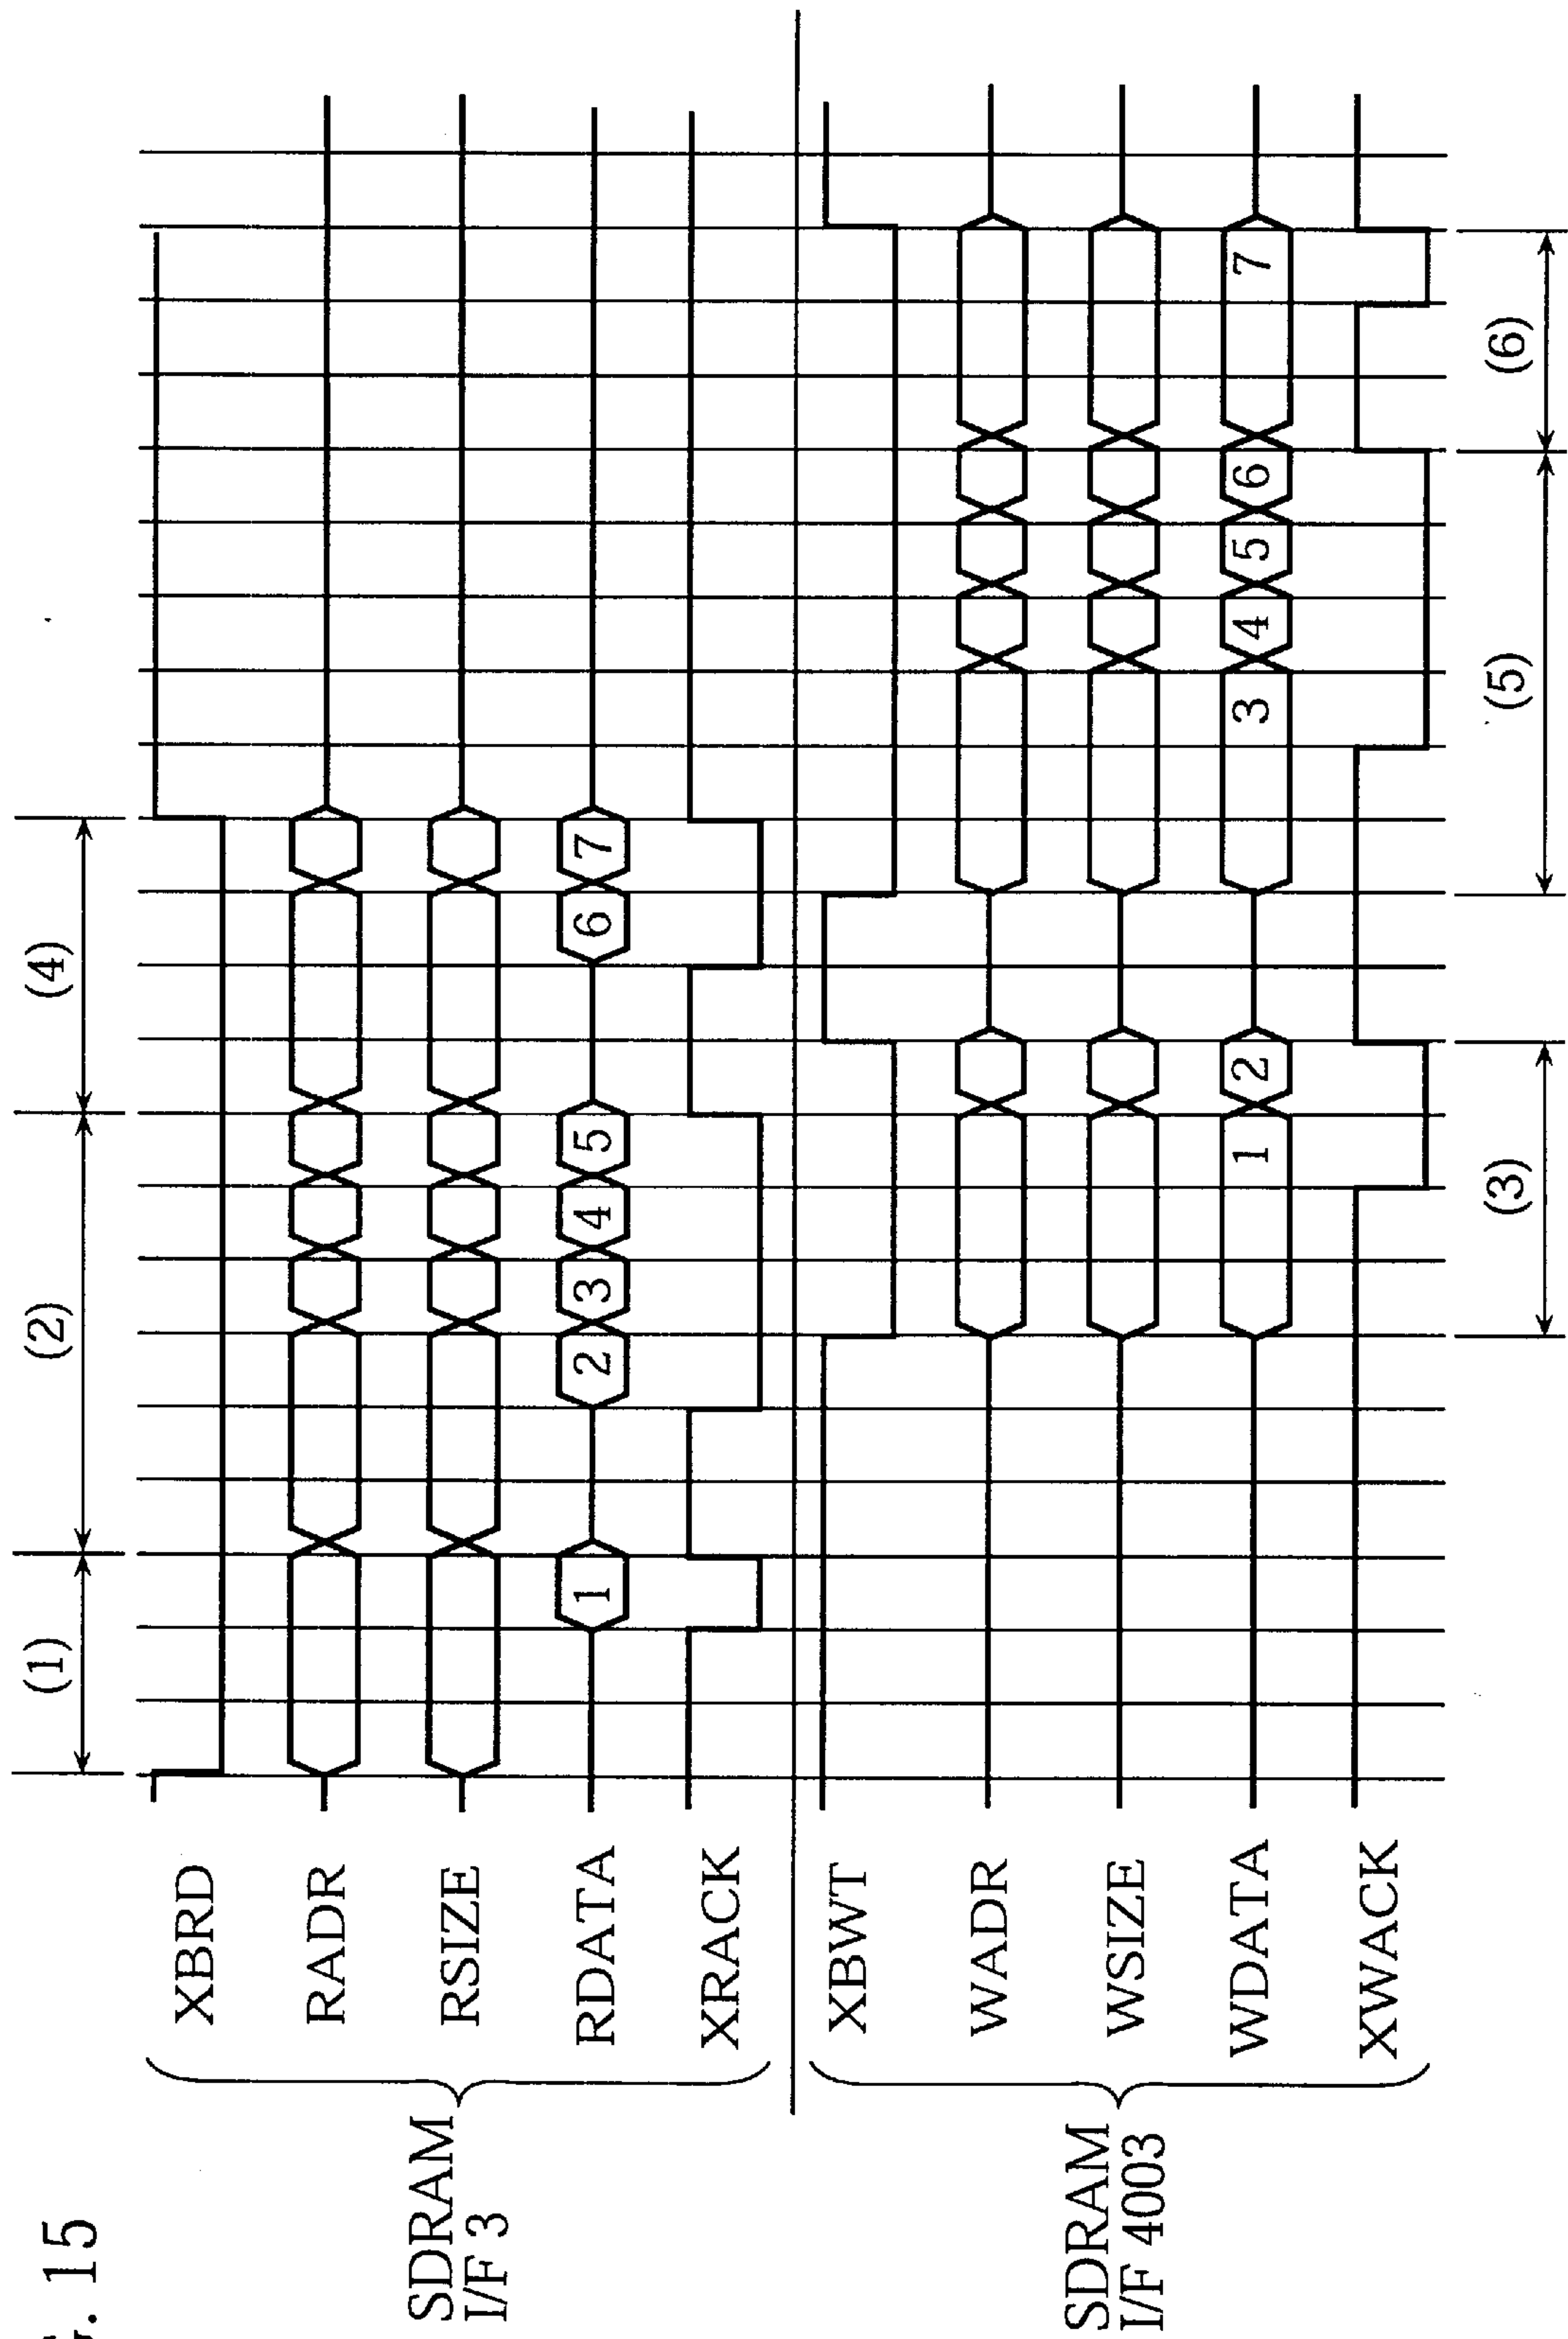 . 15
(1) (2) (4)
XBRD
RADR
SDRAM
I/F 3
RSIZE
RDATA 1 2 3 4 5 6 7
XRACK
XBWT
WADR
SDRAM
I/F 4003
WSIZE
WDATA 1 2 3 4 5 6 7
XWACK
(3) (5) (6)